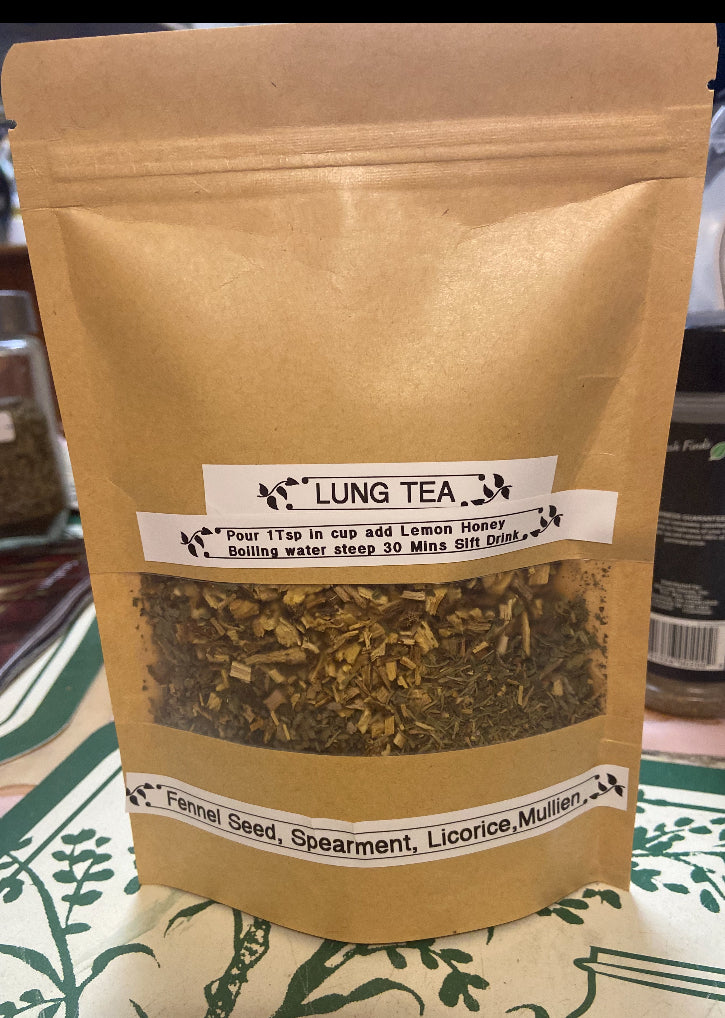 LUNG TEA
Pour 1Tsp in cup add Lemon Honey
Boiling water steep 30 Mins Sift Drink
Fennel Seed, Spearment, Licorice,Mullien